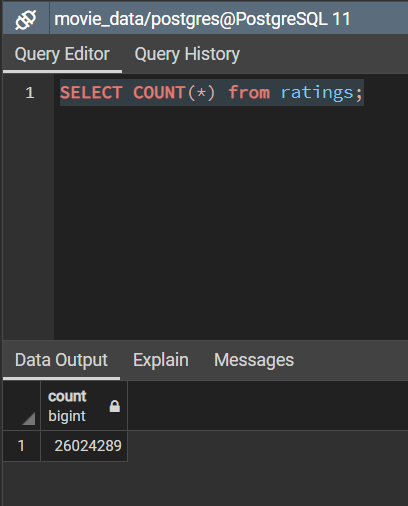 movie_data/postgres@PostgreSQL 11
Query Editor Query History
1 SELECT COUNT(*) from ratings;
Data Output Explain Messages
count
bigint
1 26024289